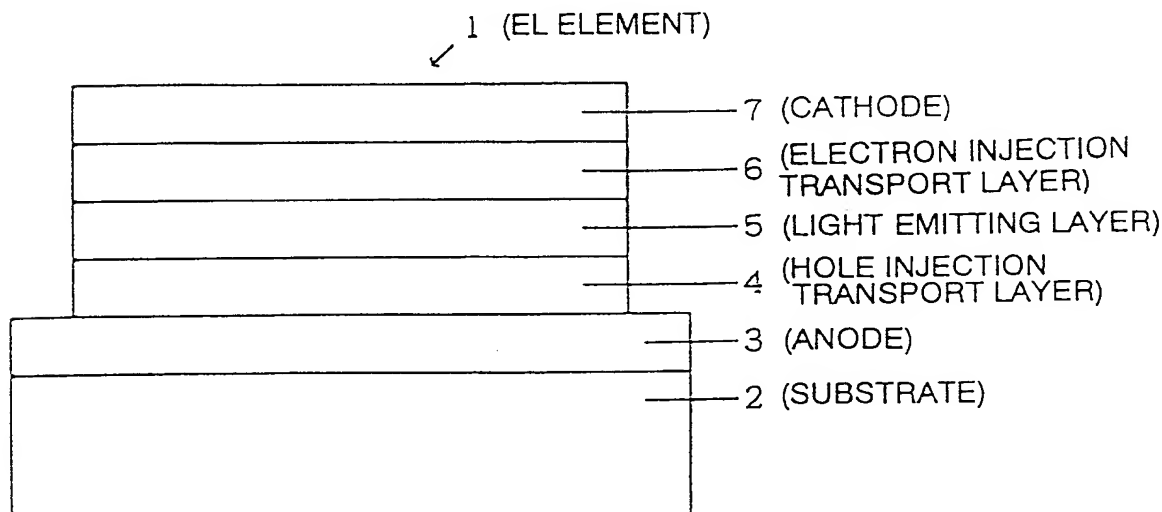 1 (EL ELEMENT)
7 (CATHODE)
6 (ELECTRON INJECTION
TRANSPORT LAYER)
5 (LIGHT EMITTING LAYER)
4 (HOLE INJECTION
TRANSPORT LAYER)
3 (ANODE)
2 (SUBSTRATE)